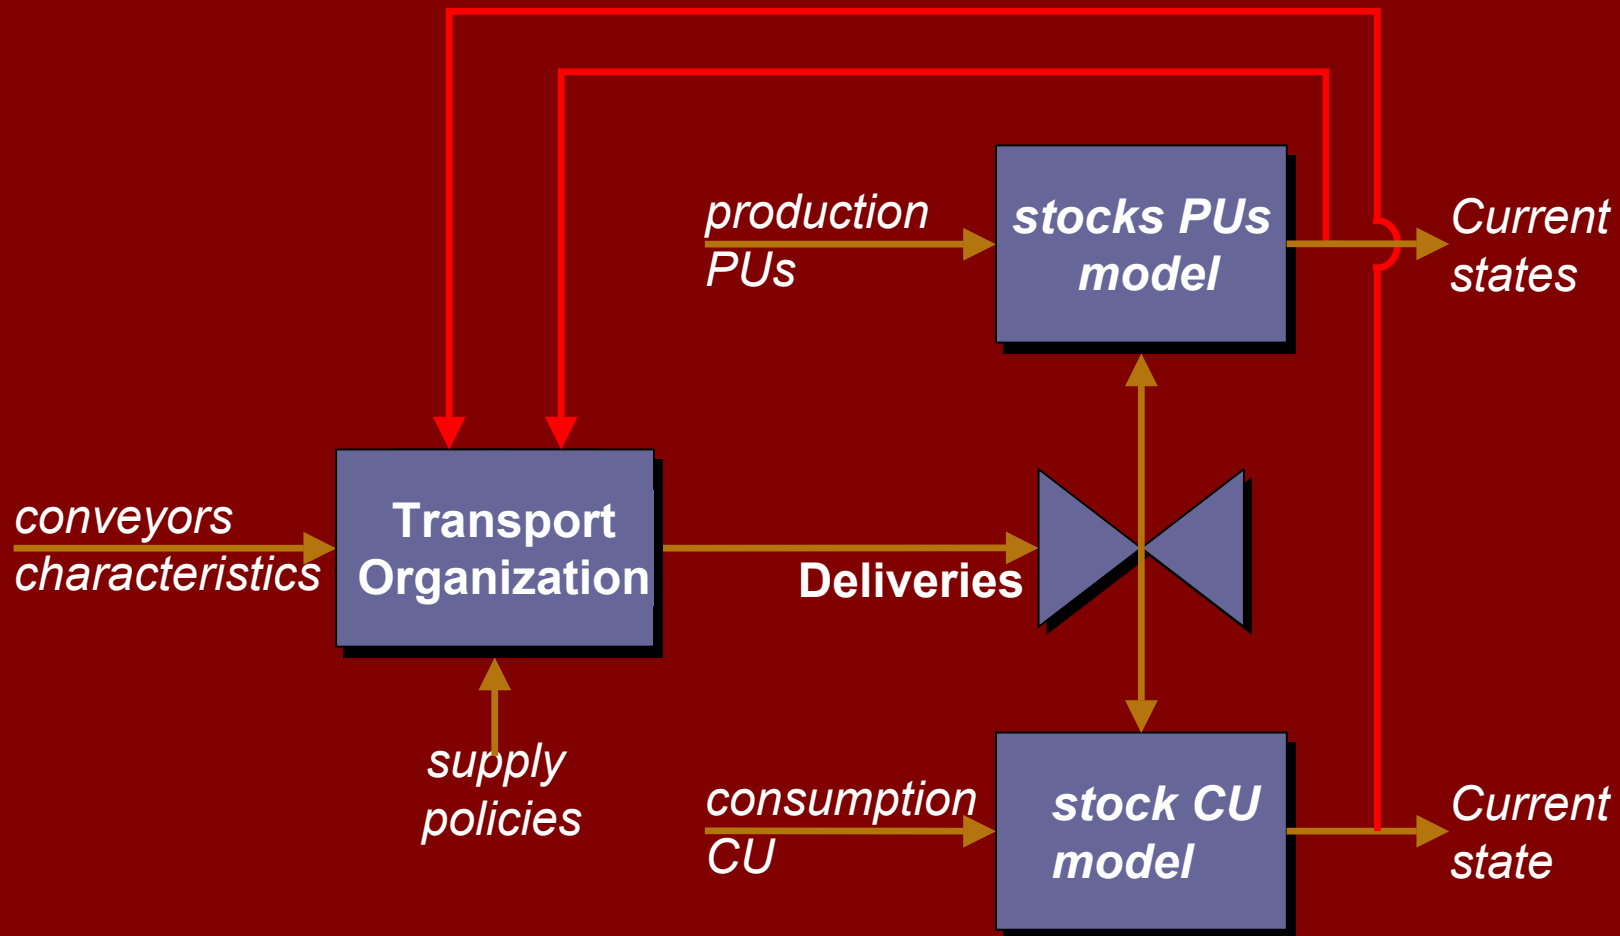 production
PUs
stocks PUs
model
Current
states
conveyors
characteristics
Transport
Organization
Deliveries
supply
policies
consumption
CU
stock CU
model
Current
state